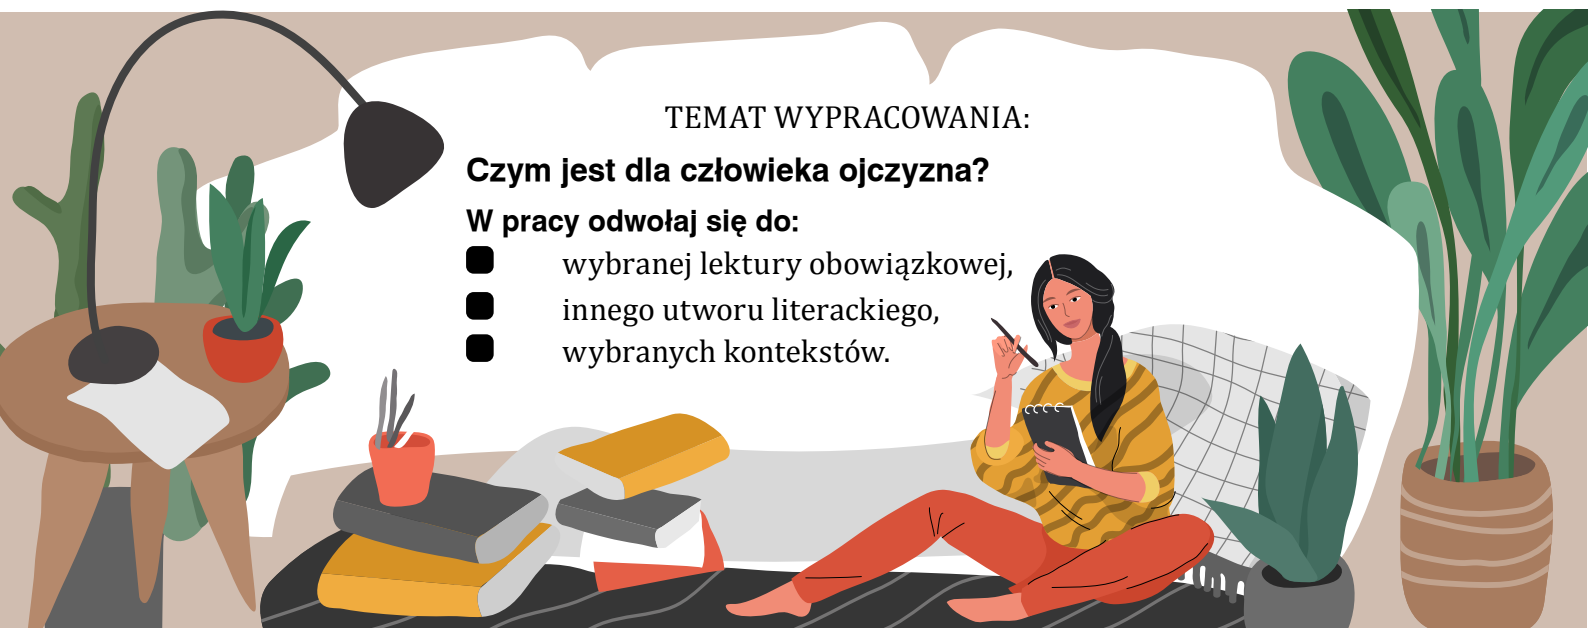 TEMAT WYPRACOWANIA:
Czym jest dla człowieka ojczyzna?
W pracy odwołaj się do:
wybranej lektury obowiązkowej,
innego utworu literackiego,
wybranych kontekstów.